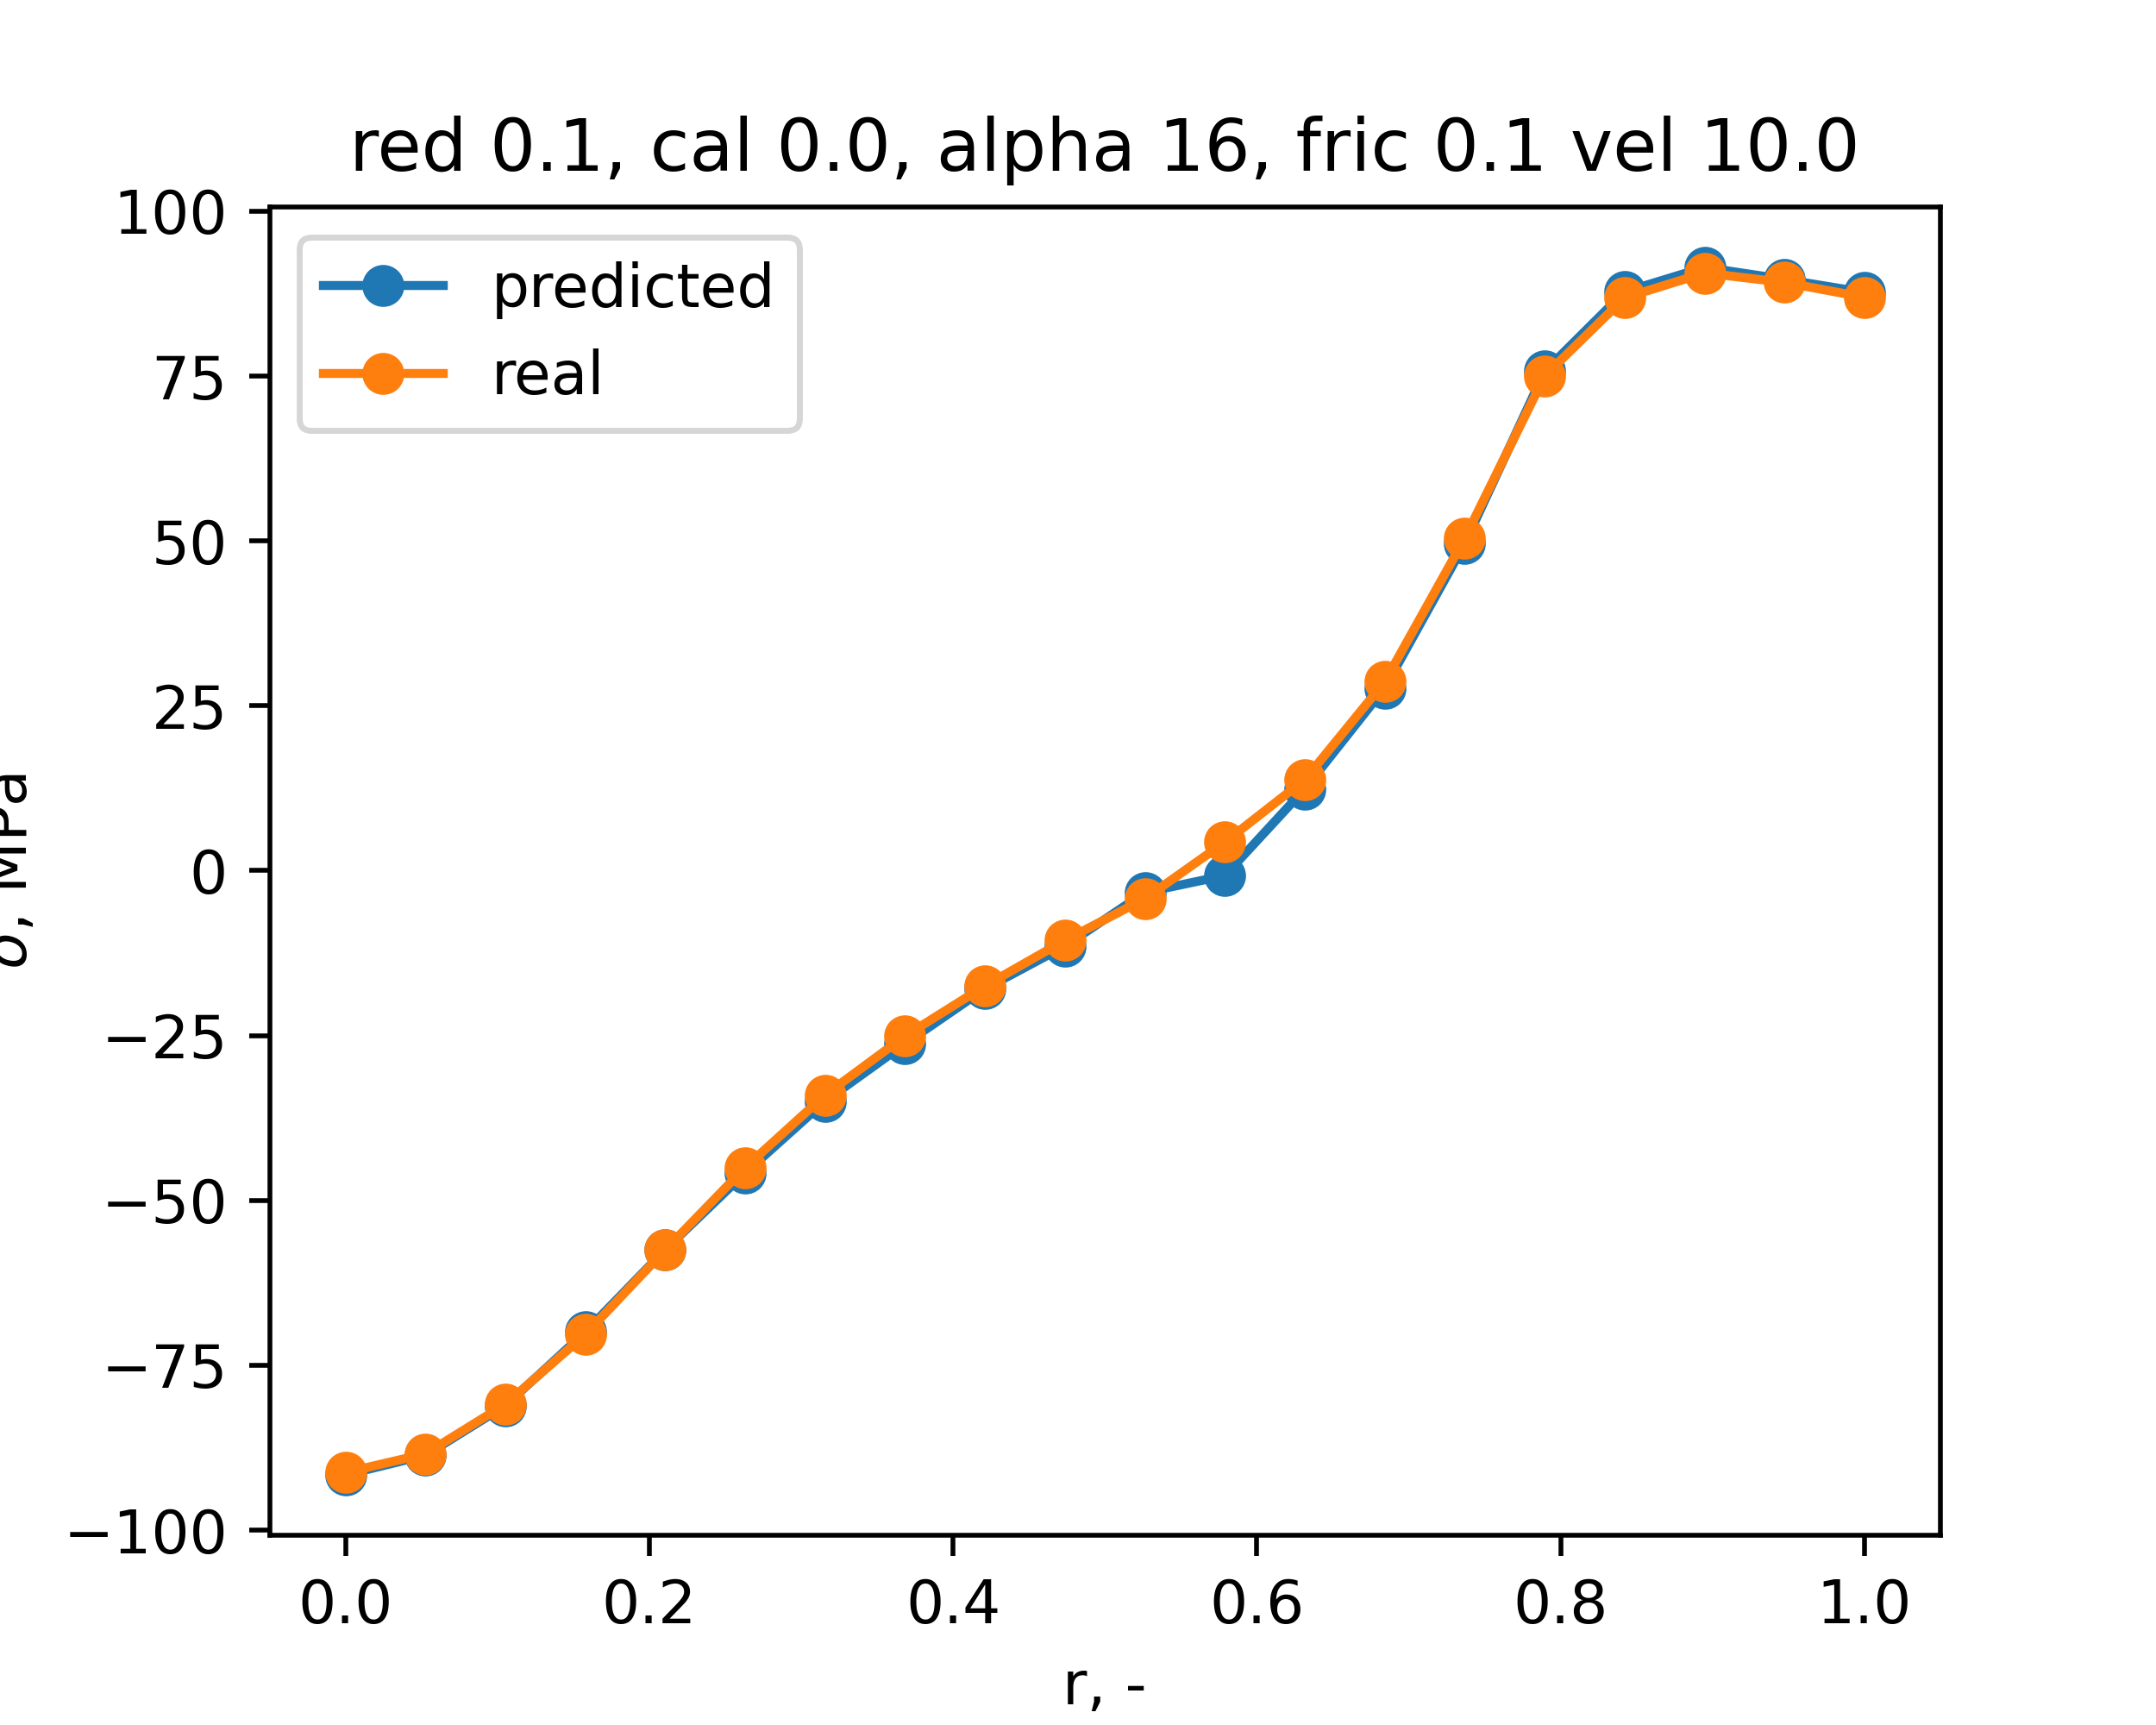 red 0.1, cal 0.0, alpha 16, fric 0.1 vel 10.0
100
predicted
real
75
50
25
0
−25
−50
−75
−100
σ, MPa
0.0 0.2 0.4 0.6 0.8 1.0
r, -